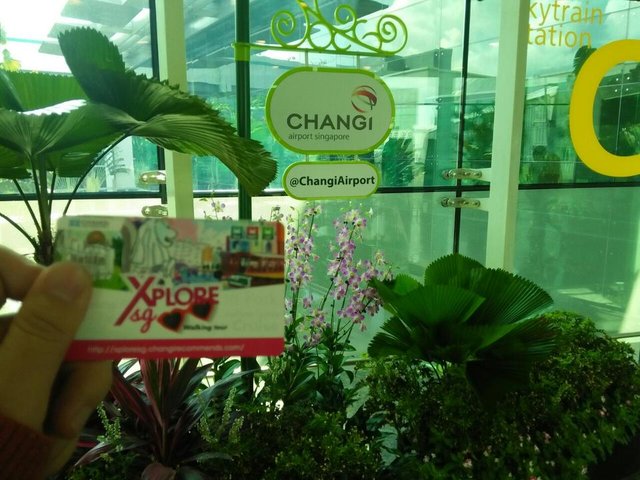 kytrain
tation
CHANGI
airport singapore
@ChangiAirport
C
XPLORE
sg
Walking Tour